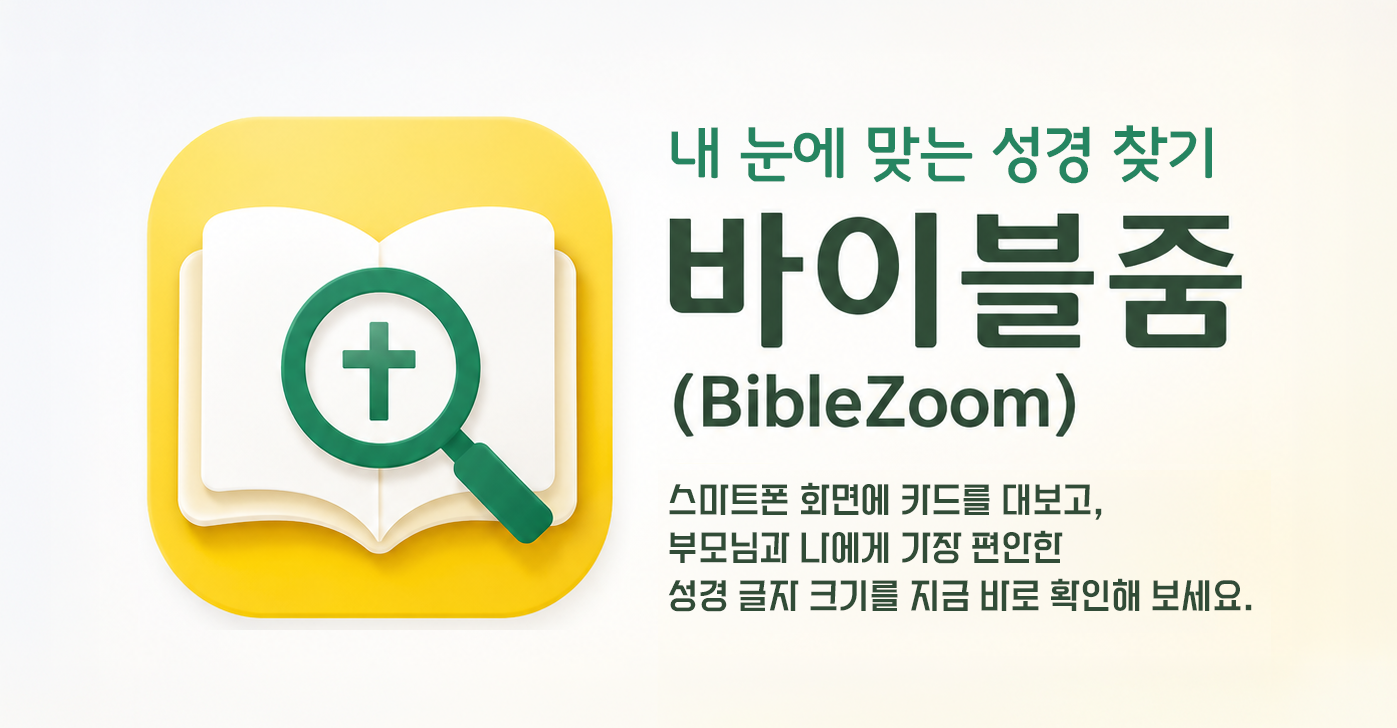 내 눈에 맞는 성경 찾기
바이블줌
(BibleZoom)
스마트폰 화면에 카드를 대보고,
부모님과 나에게 가장 편안한
성경 글자 크기를 지금 바로 확인해 보세요.